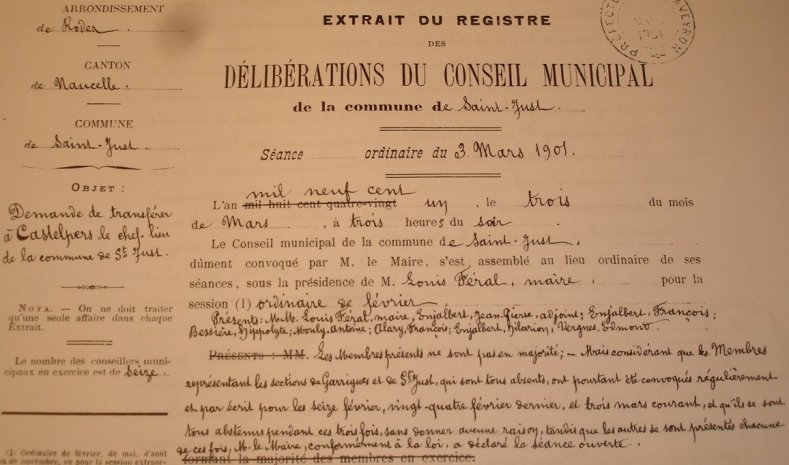 ARRONDISSEMENT
de Rodez
CANTON
de Naucelle.
COMMUNE
de Saint-Just
OBJET :
Demande de transférer
à Castelpers le chef-lieu
de la commune de St Just.
NOTA. — On ne doit traiter
qu'une seule affaire dans chaque
Extrait.
Le nombre des conseillers muni-
cipaux en exercice est de Seize.
(1) Ordinaire de février, de mai, d'août
EXTRAIT DU REGISTRE
DES
DÉLIBÉRATIONS DU CONSEIL MUNICIPAL
de la commune de Saint-Just.
Séance ordinaire du 3 Mars 1901.
mil neuf cent
L'an mil huit cent quatre-vingt un, le trois du mois
de Mars, à trois heures du soir
Le Conseil municipal de la commune de Saint-Just,
dûment convoqué par M. le Maire, s'est assemblé au lieu ordinaire de ses
séances, sous la présidence de M. Louis Féral, maire, pour la
session (1) ordinaire de février
Présents: M.M. Louis Féral, maire, Enjalbert, Jean-Pierre, adjoint; Enjalbert, François;
Bessière, Hippolyte; Mouly, Antoine; Alary, François; Enjalbert, Hilarion; Vergnes, Edmond
PRÉSENTS : MM. Les Membres présents ne sont pas en majorité; – Mais considérant que les Membres
représentant les sections de Garrigues et de St Just, qui sont tous absents, ont pourtant été convoqués régulièrement
et par écrit pour les seize février, vingt-quatre février dernier, et trois mars courant, et qu'ils se sont
tous abstenus pendant ces trois fois, sans donner aucune raison, tandis que les autres se sont présentés chacune
de ces fois, M. le Maire, conformément à la loi, a déclaré la séance ouverte.
formant la majorité des membres en exercice.